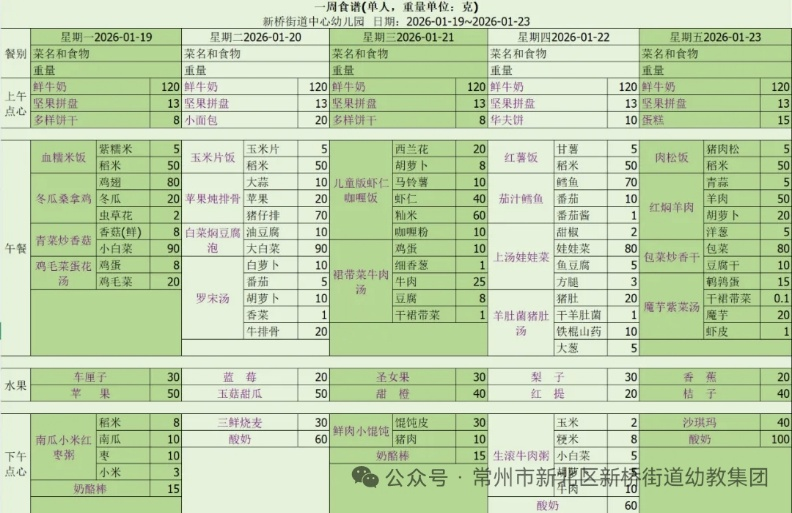 一周食谱(单人，重量单位：克)
新桥街道中心幼儿园 日期：2026-01-19~2026-01-23
餐别 星期一2026-01-19 星期二2026-01-20 星期三2026-01-21 星期四2026-01-22 星期五2026-01-23
菜名和食物 菜名和食物 菜名和食物 菜名和食物 菜名和食物
重量 重量 重量 重量 重量
上午点心
鲜牛奶 120 鲜牛奶 120 鲜牛奶 120 鲜牛奶 120 鲜牛奶 120
坚果拼盘 13 坚果拼盘 13 坚果拼盘 13 坚果拼盘 13 坚果拼盘 13
多样饼干 8 小面包 20 多样饼干 8 华夫饼 10 蛋糕 15
午餐
血糯米饭 紫糯米 5
稻米 50
冬瓜桑拿鸡 鸡翅 80
冬瓜 20
虫草花 2
青菜炒香菇 香菇(鲜) 8
小白菜 90
鸡毛菜蛋花汤 鸡蛋 8
鸡毛菜 20
玉米片饭 玉米片 5
稻米 50
苹果炖排骨 大蒜 10
苹果 20
猪仔排 70
白菜焖豆腐泡 油豆腐 10
大白菜 90
罗宋汤 白萝卜 10
番茄 5
胡萝卜 10
香菜 1
牛排骨 20
儿童版虾仁咖喱饭 西兰花 20
胡萝卜 8
马铃薯 10
虾仁 40
籼米 60
咖喱粉 10
裙带菜牛肉汤 鸡蛋 10
细香葱 1
牛肉 25
豆腐 8
干裙带菜 1
红薯饭 甘薯 5
稻米 50
茄汁鳕鱼 鳕鱼 70
番茄 10
番茄酱 1
甜椒 2
上汤娃娃菜 娃娃菜 80
鱼豆腐 5
方腿 3
羊肚菌猪肚汤 猪肚 20
干羊肚菌 1
铁棍山药 10
大葱 5
肉松饭 猪肉松 5
稻米 50
红焖羊肉 青蒜 5
羊肉 50
胡萝卜 20
洋葱 5
包菜炒香干 包菜 80
豆腐干 10
魔芋紫菜汤 鹌鹑蛋 15
干裙带菜 0.1
魔芋 20
虾皮 1
水果
车厘子 30 蓝莓 20 圣女果 30 梨子 30 香蕉 20
苹果 50 玉菇甜瓜 50 甜橙 40 红提 20 桔子 40
下午点心
南瓜小米红枣粥 稻米 8
南瓜 10
枣 10
小米 3
奶酪棒 15
三鲜烧麦 30
酸奶 60
鲜肉小馄饨 馄饨皮 30
猪肉 10
奶酪棒 15
生滚牛肉粥 玉米 2
粳米 8
小白菜 5
胡萝卜 5
牛肉 10
酸奶 60
沙琪玛 40
酸奶 100
公众号 · 常州市新北区新桥街道幼教集团